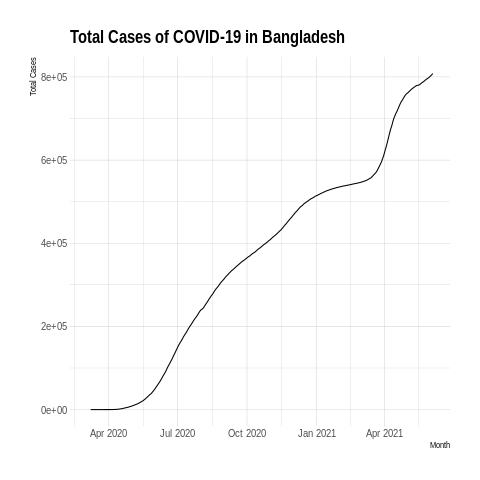 Total Cases of COVID-19 in Bangladesh
Total Cases
8e+05
6e+05
4e+05
2e+05
0e+00
Apr 2020 Jul 2020 Oct 2020 Jan 2021 Apr 2021
Month